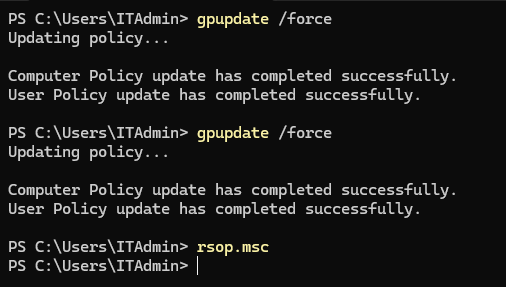 PS C:\Users\ITAdmin> gpupdate /force
Updating policy...
Computer Policy update has completed successfully.
User Policy update has completed successfully.
PS C:\Users\ITAdmin> gpupdate /force
Updating policy...
Computer Policy update has completed successfully.
User Policy update has completed successfully.
PS C:\Users\ITAdmin> rsop.msc
PS C:\Users\ITAdmin>